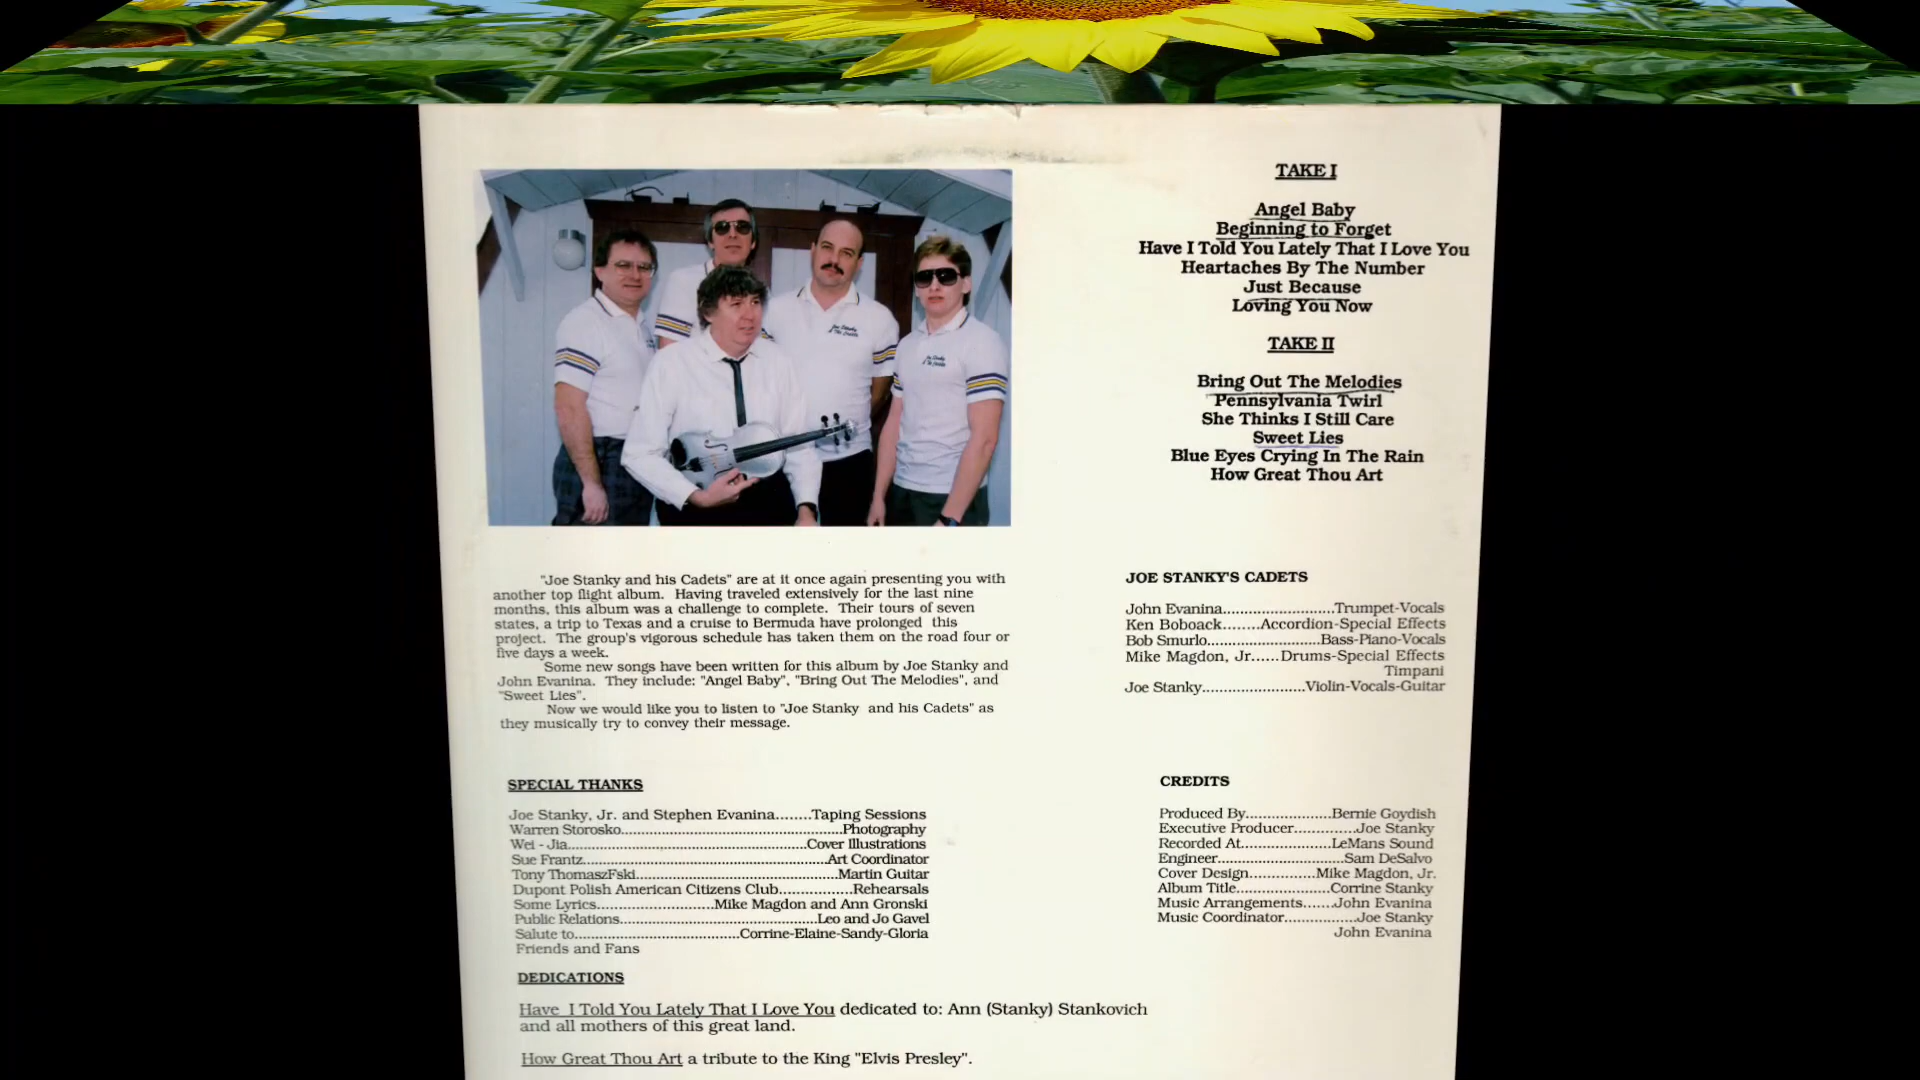 TAKE I
Angel Baby
Beginning to Forget
Have I Told You Lately That I Love You
Heartaches By The Number
Just Because
Loving You Now
TAKE II
Bring Out The Melodies
Pennsylvania Twirl
She Thinks I Still Care
Sweet Lies
Blue Eyes Crying In The Rain
How Great Thou Art
"Joe Stanky and his Cadets" are at it once again presenting you with
another top flight album. Having traveled extensively for the last nine
months, this album was a challenge to complete. Their tours of seven
states, a trip to Texas and a cruise to Bermuda have prolonged this
project. The group's vigorous schedule has taken them on the road four or
five days a week.
Some new songs have been written for this album by Joe Stanky and
John Evanina. They include: "Angel Baby", "Bring Out The Melodies", and
"Sweet Lies".
Now we would like you to listen to "Joe Stanky and his Cadets" as
they musically try to convey their message.
JOE STANKY'S CADETS
John Evanina...........................Trumpet-Vocals
Ken Boboack........Accordion-Special Effects
Bob Smurlo...........................Bass-Piano-Vocals
Mike Magdon, Jr......Drums-Special Effects
Timpani
Joe Stanky.........................Violin-Vocals-Guitar
SPECIAL THANKS
Joe Stanky, Jr. and Stephen Evanina........Taping Sessions
Warren Storosko......................................................Photography
Wei - Jia..........................................................Cover Illustrations
Sue Frantz...........................................................Art Coordinator
Tony ThomaszFski.................................................Martin Guitar
Dupont Polish American Citizens Club.................Rehearsals
Some Lyrics...........................Mike Magdon and Ann Gronski
Public Relations...............................................Leo and Jo Gavel
Salute to........................................Corrine-Elaine-Sandy-Gloria
Friends and Fans
CREDITS
Produced By....................Bernie Goydish
Executive Producer..............Joe Stanky
Recorded At.....................LeMans Sound
Engineer..............................Sam DeSalvo
Cover Design...............Mike Magdon, Jr.
Album Title.....................Corrine Stanky
Music Arrangements.......John Evanina
Music Coordinator................Joe Stanky
John Evanina
DEDICATIONS
Have I Told You Lately That I Love You dedicated to: Ann (Stanky) Stankovich
and all mothers of this great land.
How Great Thou Art a tribute to the King "Elvis Presley".